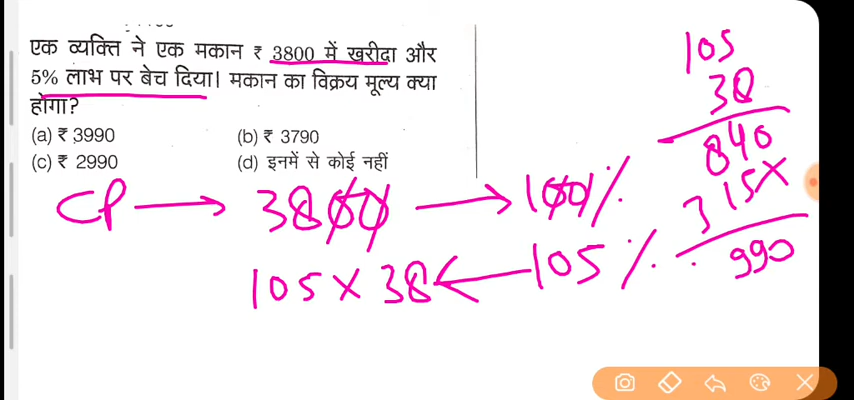 एक व्यक्ति ने एक मकान ₹ 3800 में खरीदा और
5% लाभ पर बेच दिया। मकान का विक्रय मूल्य क्या
होगा?
(a) ₹ 3990 (b) ₹ 3790
(c) ₹ 2990 (d) इनमें से कोई नहीं
CP → 3800 → 100%
105 × 38 ← 105%
105
38
840
315×
990